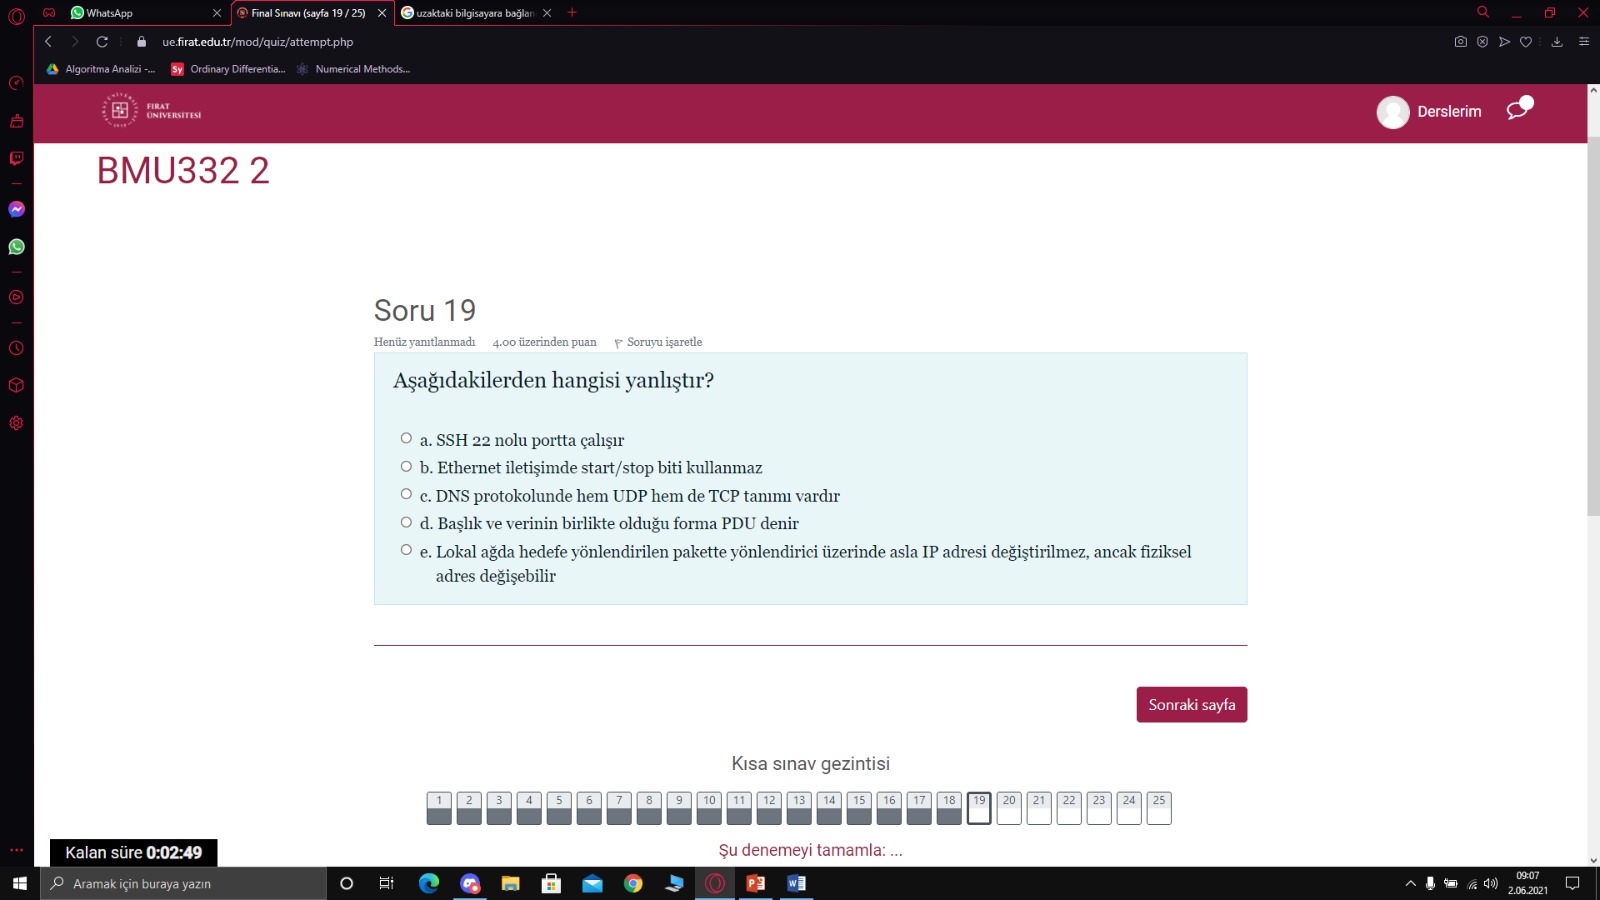 WhatsApp
Final Sınavı (sayfa 19 / 25)
uzaktaki bilgisayara bağlan
ue.firat.edu.tr/mod/quiz/attempt.php
Algoritma Analizi -...
Sy Ordinary Differentia...
Numerical Methods...
FIRAT
ÜNİVERSİTESİ
Derslerim
BMU332 2
Soru 19
Henüz yanıtlanmadı 4.00 üzerinden puan Soruyu işaretle
Aşağıdakilerden hangisi yanlıştır?
a. SSH 22 nolu portta çalışır
b. Ethernet iletişimde start/stop biti kullanmaz
c. DNS protokolunde hem UDP hem de TCP tanımı vardır
d. Başlık ve verinin birlikte olduğu forma PDU denir
e. Lokal ağda hedefe yönlendirilen pakette yönlendirici üzerinde asla IP adresi değiştirilmez, ancak fiziksel
adres değişebilir
Sonraki sayfa
Kısa sınav gezintisi
1 2 3 4 5 6 7 8 9 10 11 12 13 14 15 16 17 18 19 20 21 22 23 24 25
Şu denemeyi tamamla: ...
Kalan süre 0:02:49
Aramak için buraya yazın
09:07
2.06.2021